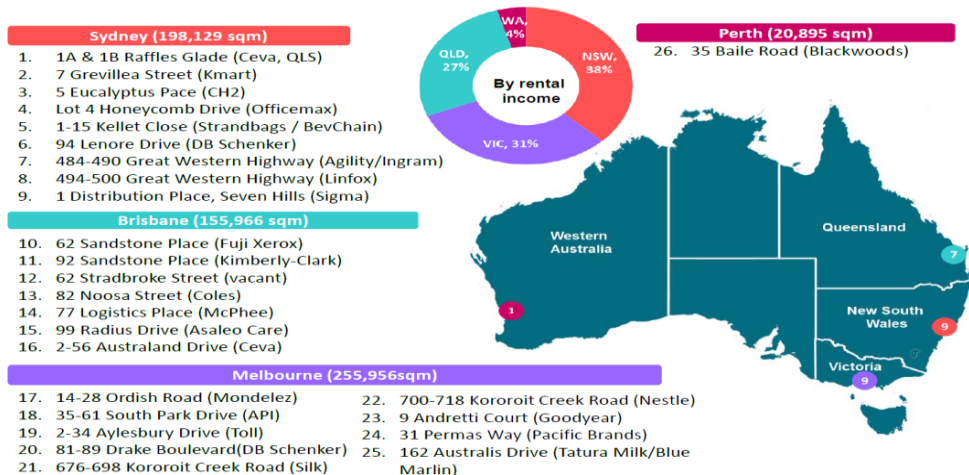 Sydney (198,129 sqm)
1. 1A & 1B Raffles Glade (Ceva, QLS)
2. 7 Grevillea Street (Kmart)
3. 5 Eucalyptus Pace (CH2)
4. Lot 4 Honeycomb Drive (Officemax)
5. 1-15 Kellet Close (Strandbags / BevChain)
6. 94 Lenore Drive (DB Schenker)
7. 484-490 Great Western Highway (Agility/Ingram)
8. 494-500 Great Western Highway (Linfox)
9. 1 Distribution Place, Seven Hills (Sigma)
Brisbane (155,966 sqm)
10. 62 Sandstone Place (Fuji Xerox)
11. 92 Sandstone Place (Kimberly-Clark)
12. 62 Stradbroke Street (vacant)
13. 82 Noosa Street (Coles)
14. 77 Logistics Place (McPhee)
15. 99 Radius Drive (Asaleo Care)
16. 2-56 Australand Drive (Ceva)
Melbourne (255,956sqm)
17. 14-28 Ordish Road (Mondelez)
18. 35-61 South Park Drive (API)
19. 2-34 Aylesbury Drive (Toll)
20. 81-89 Drake Boulevard(DB Schenker)
21. 676-698 Kororoit Creek Road (Silk)
22. 700-718 Kororoit Creek Road (Nestle)
23. 9 Andretti Court (Goodyear)
24. 31 Permas Way (Pacific Brands)
25. 162 Australis Drive (Tatura Milk/Blue
Marlin)
WA,
4%
QLD,
27%
NSW,
38%
By rental
income
VIC, 31%
Perth (20,895 sqm)
26. 35 Baile Road (Blackwoods)
Western
Australia
Queensland
7
1
New South
Wales
9
Victoria
9